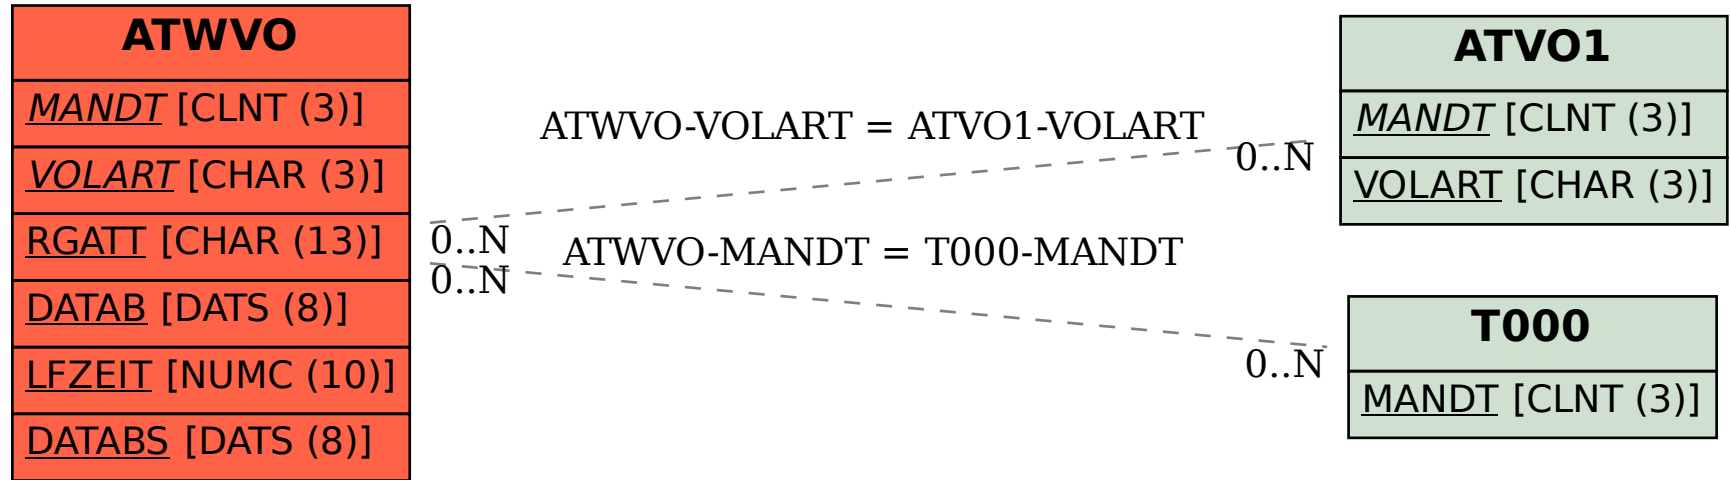 ATWVO
MANDT [CLNT (3)]
VOLART [CHAR (3)]
RGATT [CHAR (13)]
DATAB [DATS (8)]
LFZEIT [NUMC (10)]
DATABS [DATS (8)]
ATWVO-VOLART = ATVO1-VOLART
0..N
0..N
ATWVO-MANDT = T000-MANDT
0..N
0..N
ATVO1
MANDT [CLNT (3)]
VOLART [CHAR (3)]
T000
MANDT [CLNT (3)]